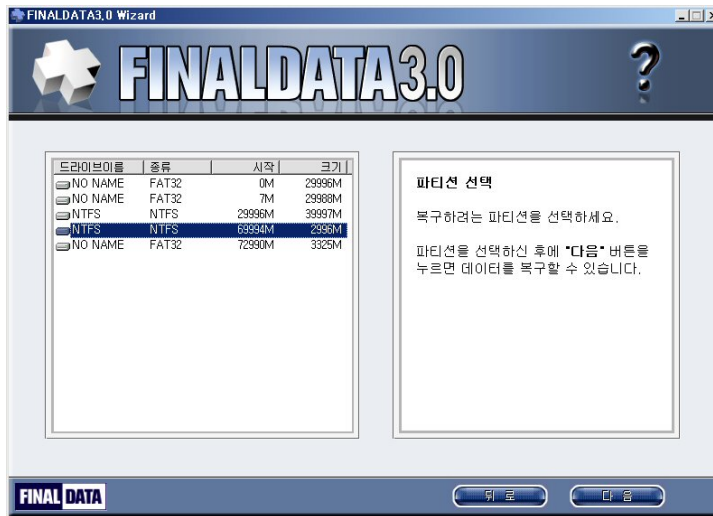 FINALDATA3,0 Wizard
FINALDATA3.0
?
드라이브이름 종류 시작 크기
NO NAME FAT32 0M 29996M
NO NAME FAT32 7M 29988M
NTFS NTFS 29996M 39997M
NTFS NTFS 69994M 2996M
NO NAME FAT32 72990M 3325M
파티션 선택
복구하려는 파티션을 선택하세요.
파티션을 선택하신 후에 "다음" 버튼을
누르면 데이터를 복구할 수 있습니다.
FINAL DATA
뒤 로
다 음